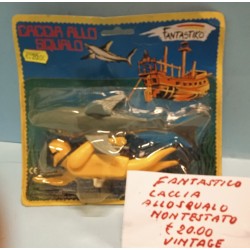 CACCIA ALLO
SQUALO
FANTASTICO
FANTASTICO
CACCIA
ALLO SQUALO
NON TESTATO
€ 20.00
VINTAGE